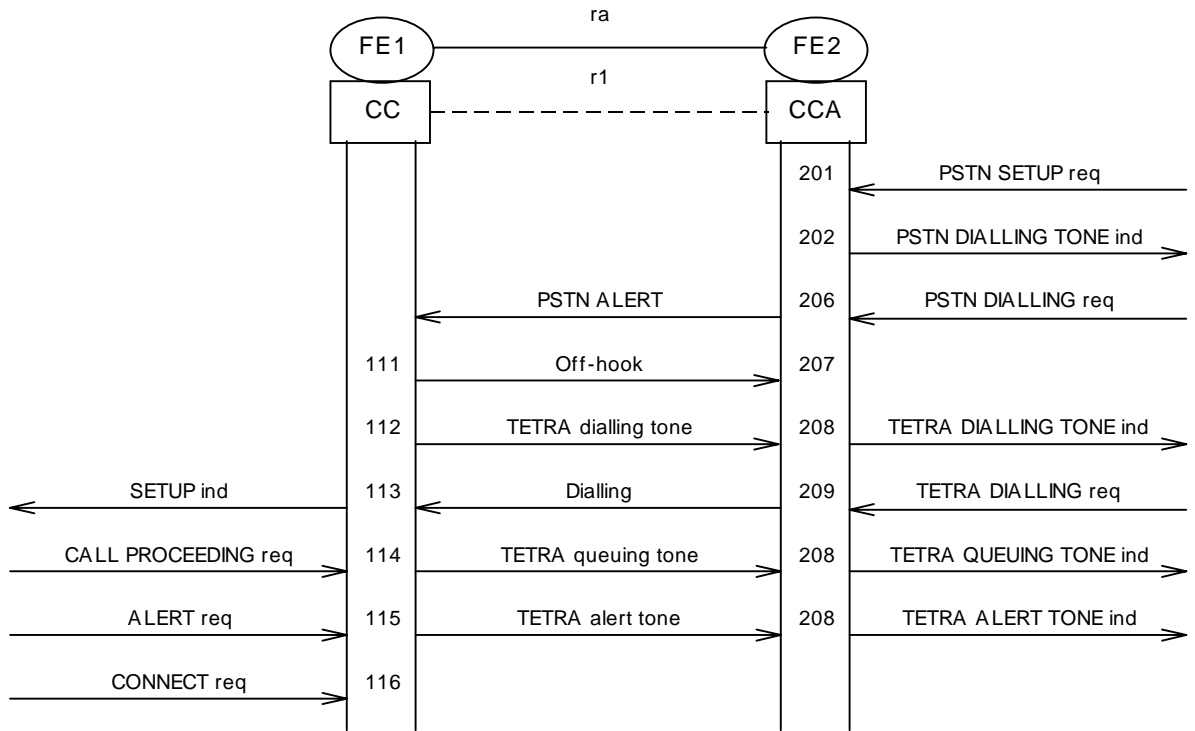 ra
FE1
FE2
r1
CC
CCA
201
PSTN SETUP req
202
PSTN DIALLING TONE ind
PSTN ALERT
206
PSTN DIALLING req
111
Off-hook
207
112
TETRA dialling tone
208
TETRA DIALLING TONE ind
SETUP ind
113
Dialling
209
TETRA DIALLING req
CALL PROCEEDING req
114
TETRA queuing tone
208
TETRA QUEUING TONE ind
ALERT req
115
TETRA alert tone
208
TETRA ALERT TONE ind
CONNECT req
116